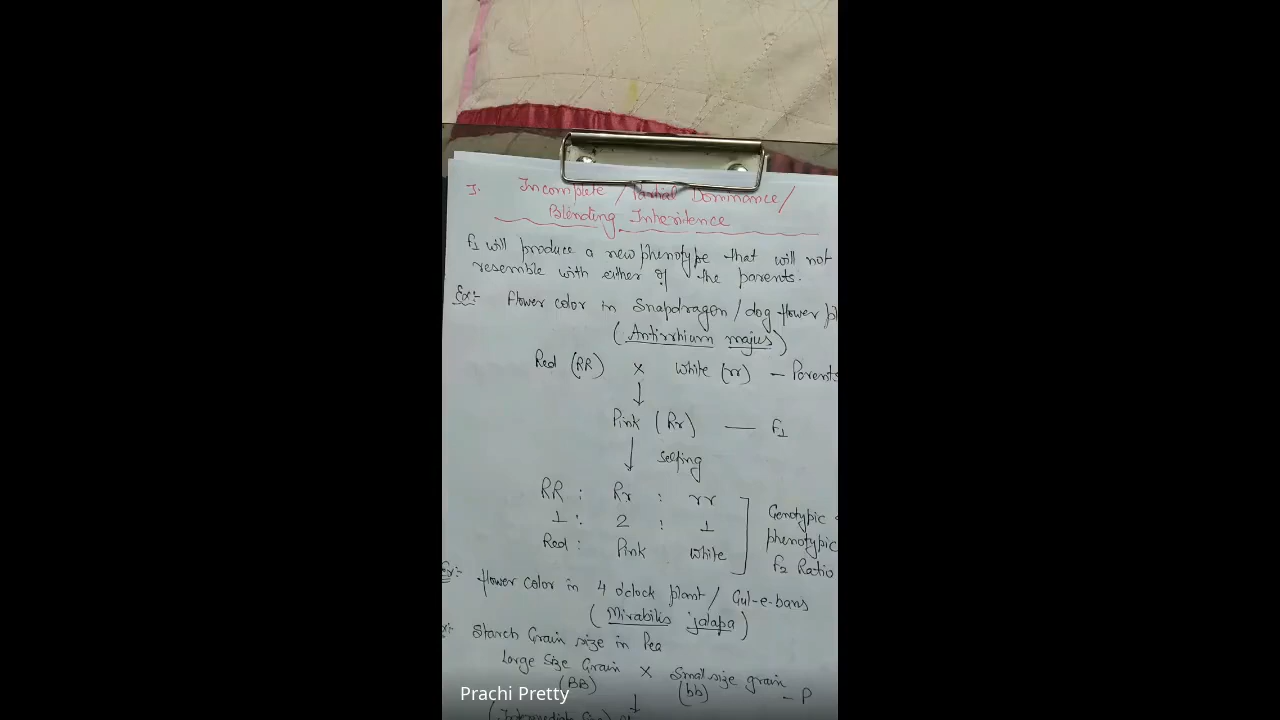 I. Incomplete / Partial Dominance /
Blending Inheritence
F1 will produce a new phenotype that will not
resemble with either of the parents.
Ex:- flower color in Snapdragon / dog flower pl
(Antirrhium majus)
Red (RR) x White (rr) - Parents
↓
Pink (Rr) — F1
↓ selfing
RR : Rr : rr
1 : 2 : 1
Red : Pink White
Genotypic
phenotypic
F2 Ratio
Ex:- flower color in 4 o'clock plant / Gul-e-bans
(Mirabilis jalapa)
Starch Grain size in Pea
Large Size Grain x Small size grain
(BB) (bb) - P
↓
Prachi Pretty